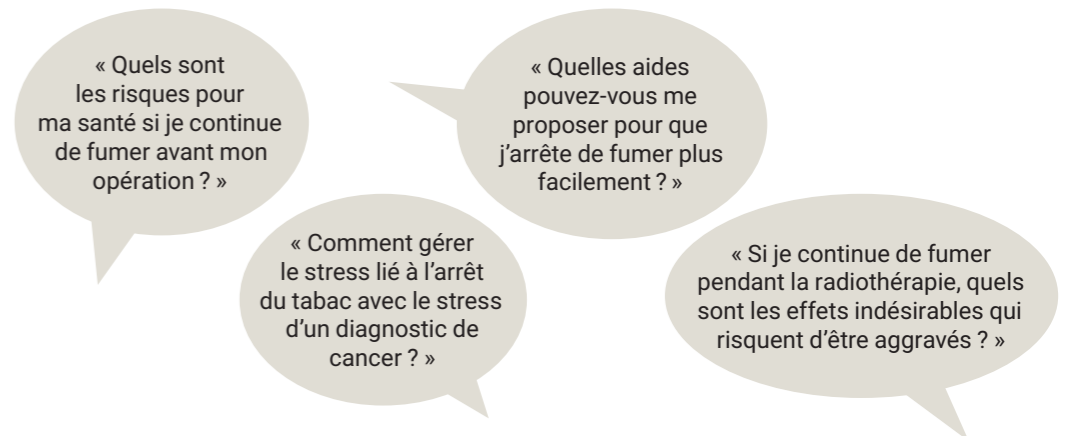 « Quels sont
les risques pour
ma santé si je continue
de fumer avant mon
opération ? »
« Quelles aides
pouvez-vous me
proposer pour que
j’arrête de fumer plus
facilement ? »
« Comment gérer
le stress lié à l’arrêt
du tabac avec le stress
d’un diagnostic de
cancer ? »
« Si je continue de fumer
pendant la radiothérapie, quels
sont les effets indésirables qui
risquent d’être aggravés ? »